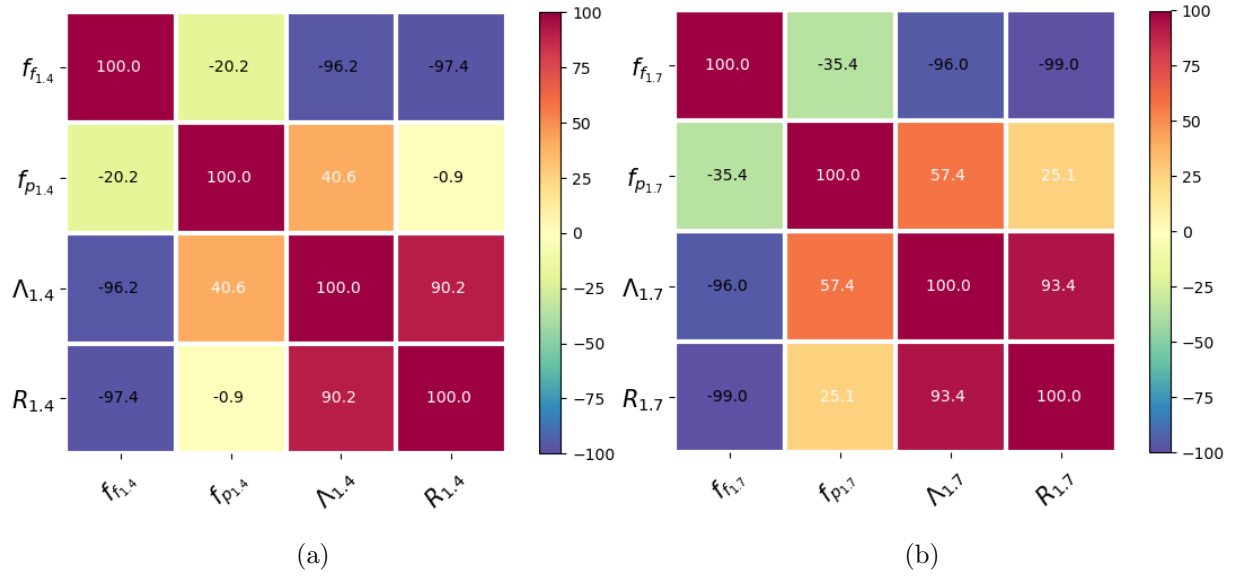 f_{f_{1.4}} 100.0 -20.2 -96.2 -97.4
f_{p_{1.4}} -20.2 100.0 40.6 -0.9
Λ_{1.4} -96.2 40.6 100.0 90.2
R_{1.4} -97.4 -0.9 90.2 100.0
f_{f_{1.4}} f_{p_{1.4}} Λ_{1.4} R_{1.4}
100
75
50
25
0
−25
−50
−75
−100
(a)
f_{f_{1.7}} 100.0 -35.4 -96.0 -99.0
f_{p_{1.7}} -35.4 100.0 57.4 25.1
Λ_{1.7} -96.0 57.4 100.0 93.4
R_{1.7} -99.0 25.1 93.4 100.0
f_{f_{1.7}} f_{p_{1.7}} Λ_{1.7} R_{1.7}
100
75
50
25
0
−25
−50
−75
−100
(b)